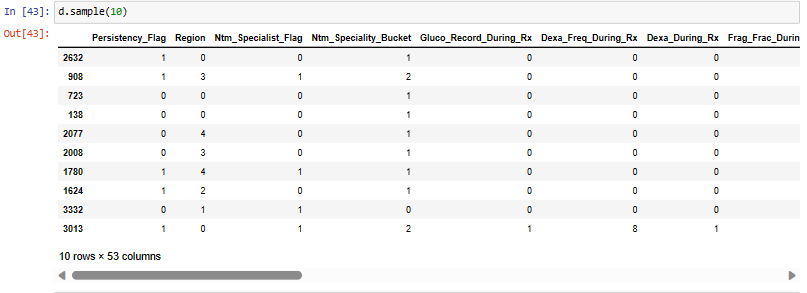 In [43]: d.sample(10)
Out[43]:
Persistency_Flag Region Ntm_Specialist_Flag Ntm_Speciality_Bucket Gluco_Record_During_Rx Dexa_Freq_During_Rx Dexa_During_Rx Frag_Frac_Durin
2632 1 0 0 1 0 0 0
908 1 3 1 2 0 0 0
723 0 0 0 1 0 0 0
138 0 0 0 1 0 0 0
2077 0 4 0 1 0 0 0
2008 0 3 0 1 0 0 0
1780 1 4 1 1 0 0 0
1624 1 2 0 1 0 0 0
3332 0 1 1 0 0 0 0
3013 1 0 1 2 1 8 1
10 rows × 53 columns